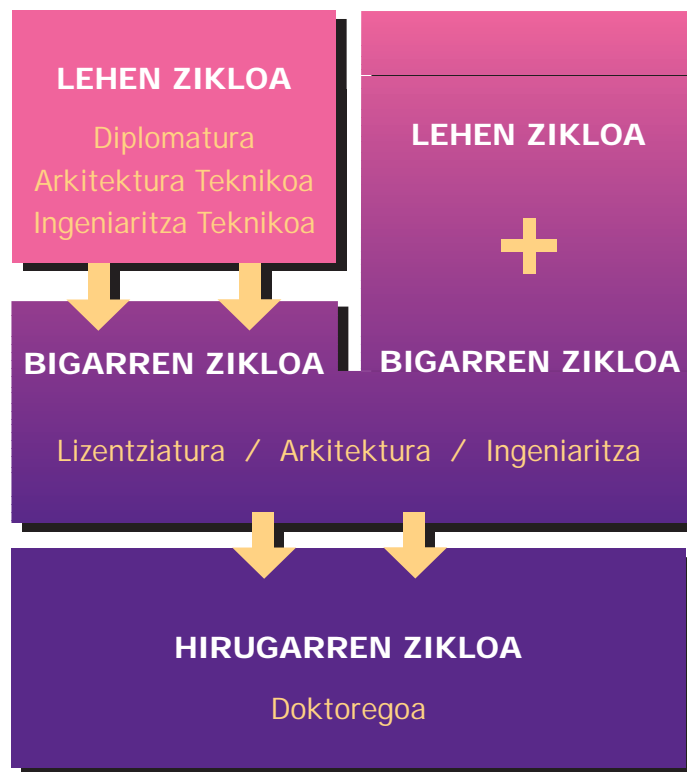 LEHEN ZIKLOA
Diplomatura
Arkitektura Teknikoa
Ingeniaritza Teknikoa
LEHEN ZIKLOA
+
BIGARREN ZIKLOA
BIGARREN ZIKLOA
Lizentziatura / Arkitektura / Ingeniaritza
HIRUGARREN ZIKLOA
Doktoregoa